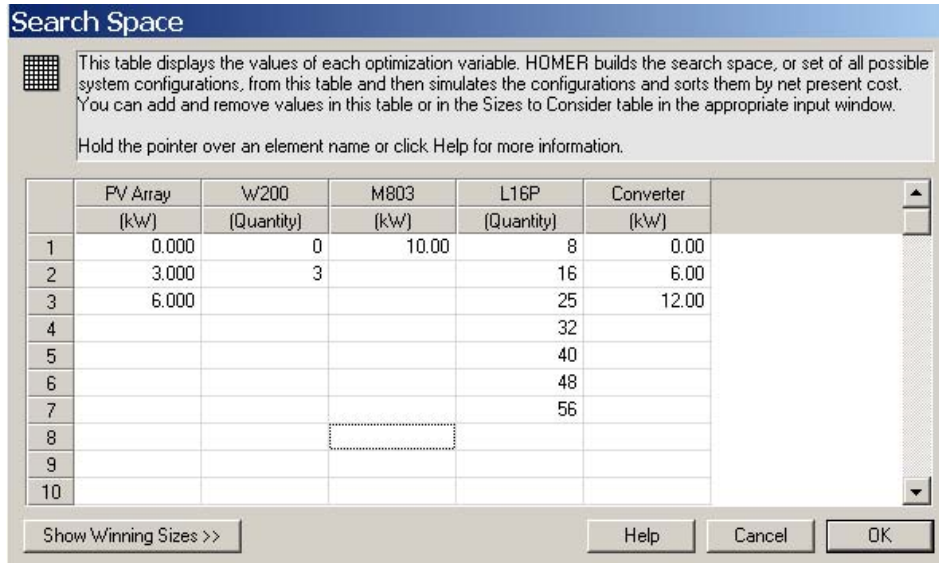 Search Space
This table displays the values of each optimization variable. HOMER builds the search space, or set of all possible
system configurations, from this table and then simulates the configurations and sorts them by net present cost.
You can add and remove values in this table or in the Sizes to Consider table in the appropriate input window.
Hold the pointer over an element name or click Help for more information.
PV Array W200 M803 L16P Converter
(kW) (Quantity) (kW) (Quantity) (kW)
1 0.000 0 10.00 8 0.00
2 3.000 3 16 6.00
3 6.000 25 12.00
4 32
5 40
6 48
7 56
8
9
10
Show Winning Sizes >> Help Cancel OK